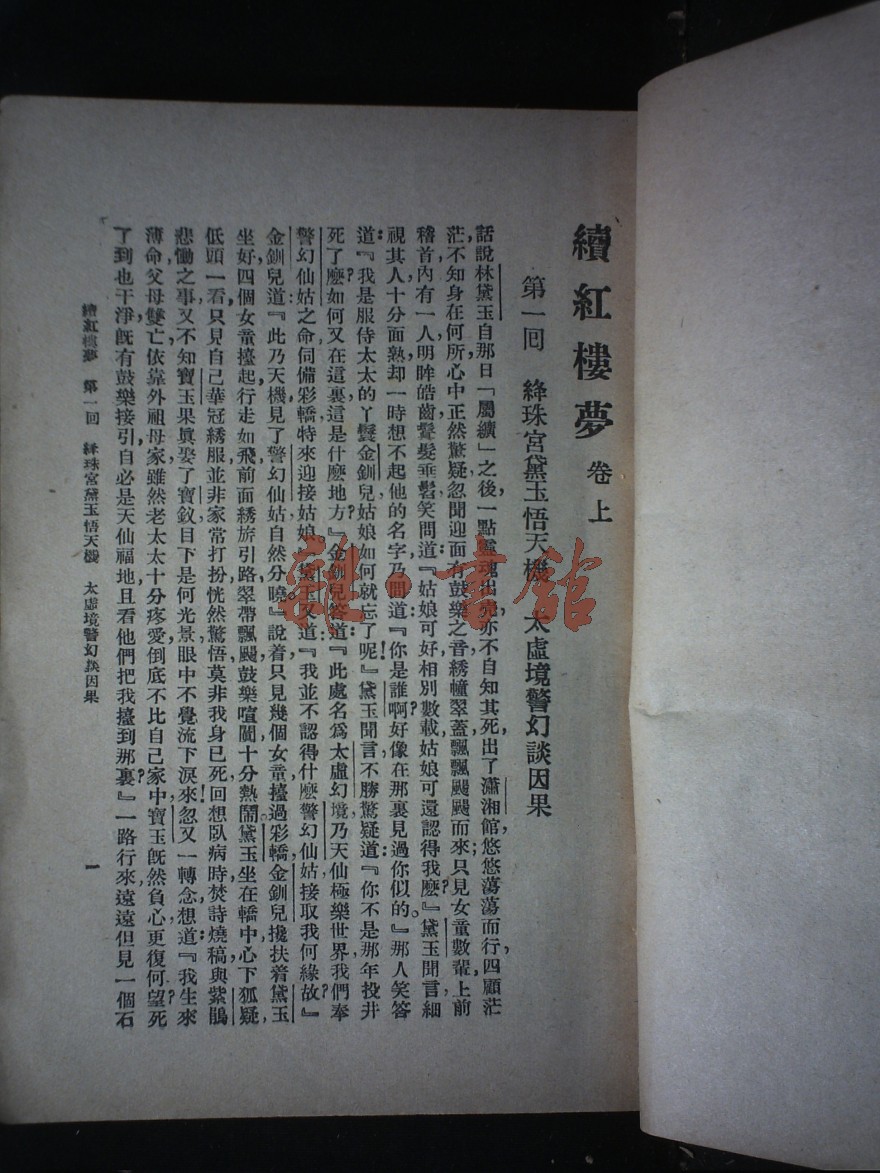 續紅樓夢 卷上
第一回 絳珠宮黛玉悟天機 太虛境警幻談因果
話說林黛玉自那日「屬纊」之後，一點靈魂出殼，亦不自知其死，出了瀟湘館，悠悠蕩蕩而行，四顧茫
茫，不知身在何所，心中正然驚疑，忽聞迎面有鼓樂之音，綉幢翠蓋，飄飄颺颺而來；只見女童數輩，上前
稽首，內有一人明眸皓齒，鬒髮垂髫，笑問道：『姑娘可好？相別數載，姑娘可還認得我麽？』黛玉聞言，細
視其人，十分面熟，却一時想不起他的名字，乃問道：『你是誰啊？好像在那裏見過你似的。』那人笑答
道：『我是服侍太太的丫鬟金釧兒，姑娘如何就忘了呢！』黛玉聞言，不勝驚疑道：『你不是那年投井
死了麽？如何又在這裏？這是什麽地方？』金釧兒答道：『此處名爲太虛幻境，乃天仙極樂世界，我們奉
警幻仙姑之命，伺備彩轎，特來迎接姑娘。』黛玉又道：『我並不認得什麽警幻仙姑，接取我何緣故？』
金釧兒道：『此乃天機，見了警幻仙姑，自然分曉。』說着，只見幾個女童擡過彩轎，金釧兒攙扶着黛玉
坐好，四個女童擡起，行走如飛，前面綉旂引路，翠帶飄颺，鼓樂喧闐，十分熱鬧。黛玉坐在轎中，心下狐疑，
低頭一看，只見自己華冠綉服，並非家常打扮，恍然驚悟：莫非我身已死！回想臥病時，焚詩燒稿，與紫鵑
悲慟之事，又不知寶玉果眞娶了寶釵，目下是何光景，眼中不覺流下淚來，忽又一轉念想道：『我生來
薄命，父母雙亡，依靠外祖母家，雖然老太太十分疼愛，倒底不比自己家中，寶玉既然負心，更復何望？死
了到也干淨，旣有鼓樂接引，自必是天仙福地，且看他們把我擡到那裏？』一路行來，遠遠但見一個石
續紅樓夢 第一回 絳珠宮黛玉悟天機 太虛境警幻談因果
一
雜·書館